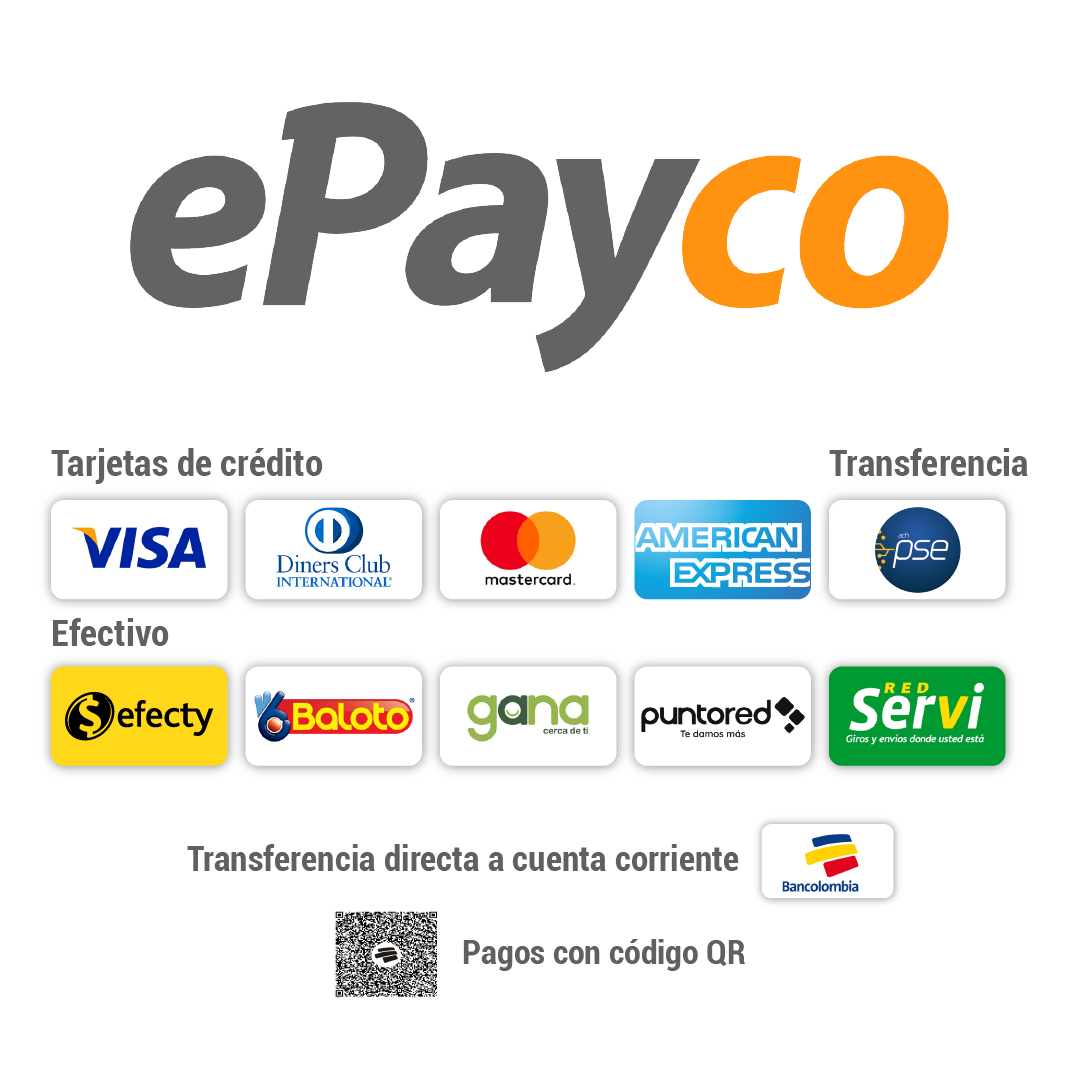 ePayco
Tarjetas de crédito
Transferencia
VISA
Diners Club
INTERNATIONAL®
mastercard.
AMERICAN
EXPRESS
ach
pse
Efectivo
$efecty
Baloto®
gana
cerca de ti
puntored
Te damos más
RED
Servi
Giros y envíos donde usted está
Transferencia directa a cuenta corriente
Bancolombia
Pagos con código QR